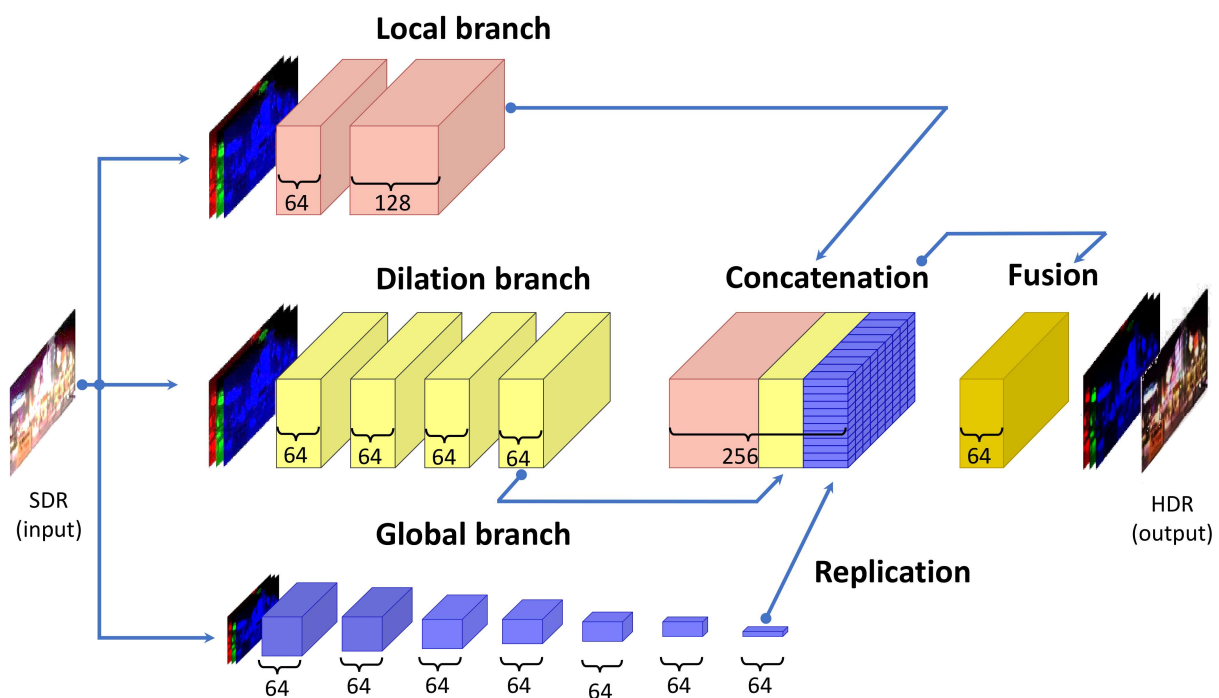 Local branch
64
128
Dilation branch
Concatenation
Fusion
64
64
64
64
256
64
SDR
(input)
HDR
(output)
Global branch
Replication
64
64
64
64
64
64
64